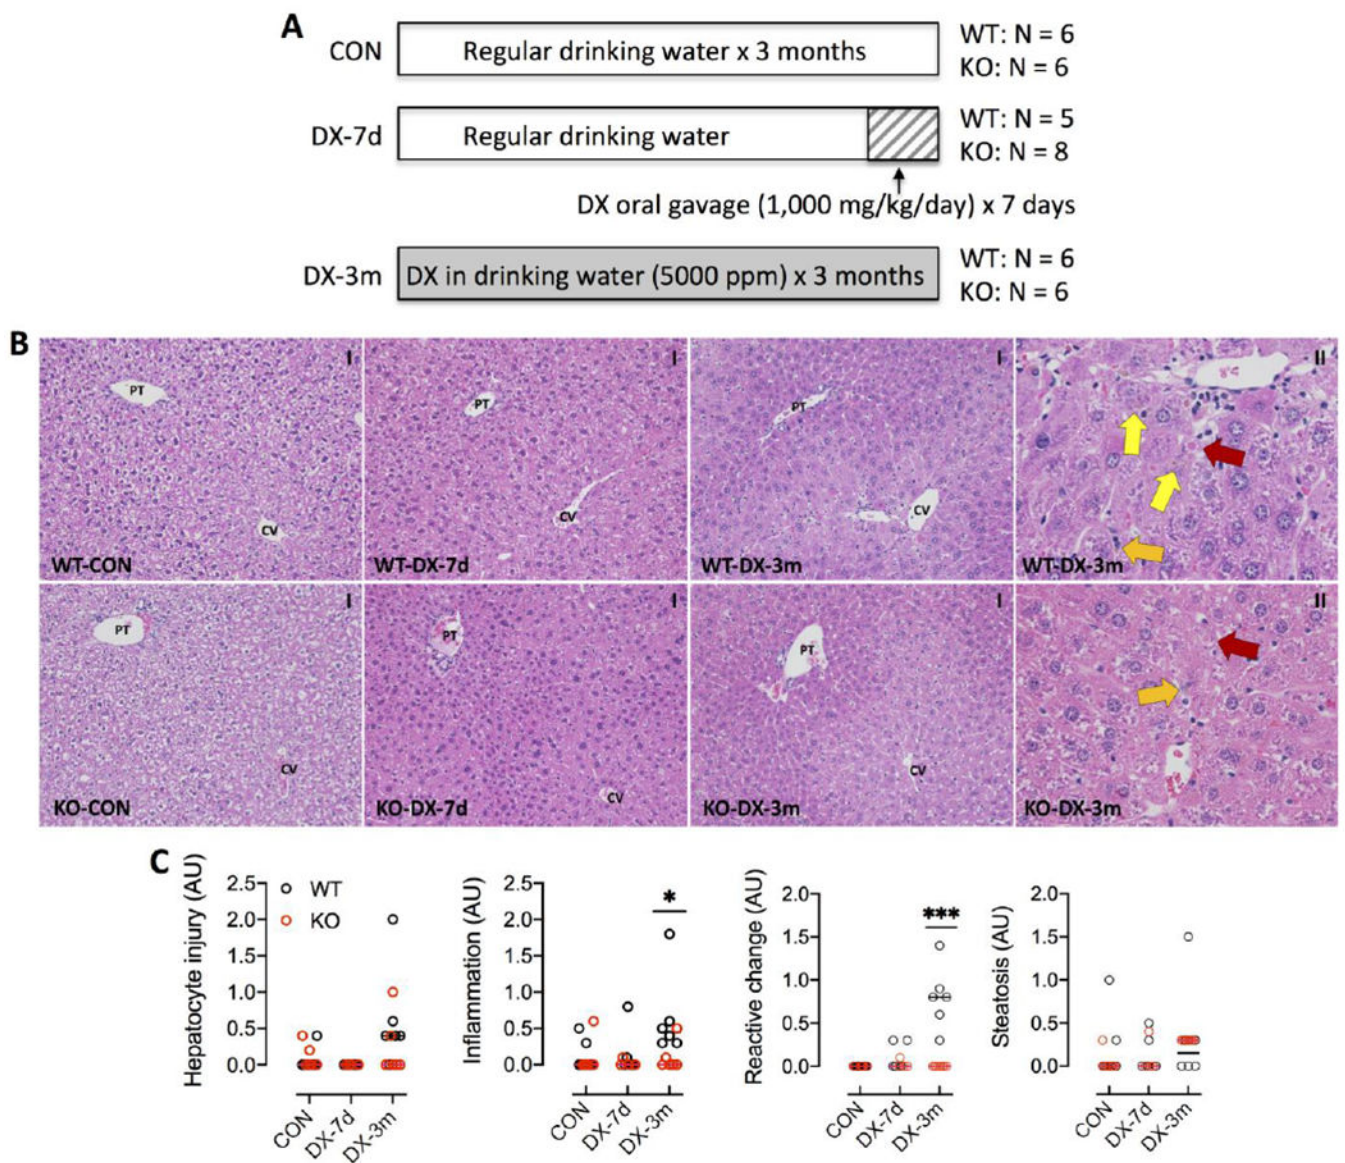 A
CON
Regular drinking water x 3 months
WT: N = 6
KO: N = 6
DX-7d
Regular drinking water
WT: N = 5
KO: N = 8
DX oral gavage (1,000 mg/kg/day) x 7 days
DX-3m
DX in drinking water (5000 ppm) x 3 months
WT: N = 6
KO: N = 6
B
I
PT
CV
WT-CON
I
PT
CV
WT-DX-7d
I
PT
CV
WT-DX-3m
II
WT-DX-3m
I
PT
CV
KO-CON
I
PT
CV
KO-DX-7d
I
PT
CV
KO-DX-3m
II
KO-DX-3m
C
Hepatocyte injury (AU)
2.5
2.0
1.5
1.0
0.5
0.0
WT
KO
CON
DX-7d
DX-3m
Inflammation (AU)
2.5
2.0
1.5
1.0
0.5
0.0
*
CON
DX-7d
DX-3m
Reactive change (AU)
2.0
1.5
1.0
0.5
0.0
***
CON
DX-7d
DX-3m
Steatosis (AU)
2.0
1.5
1.0
0.5
0.0
CON
DX-7d
DX-3m